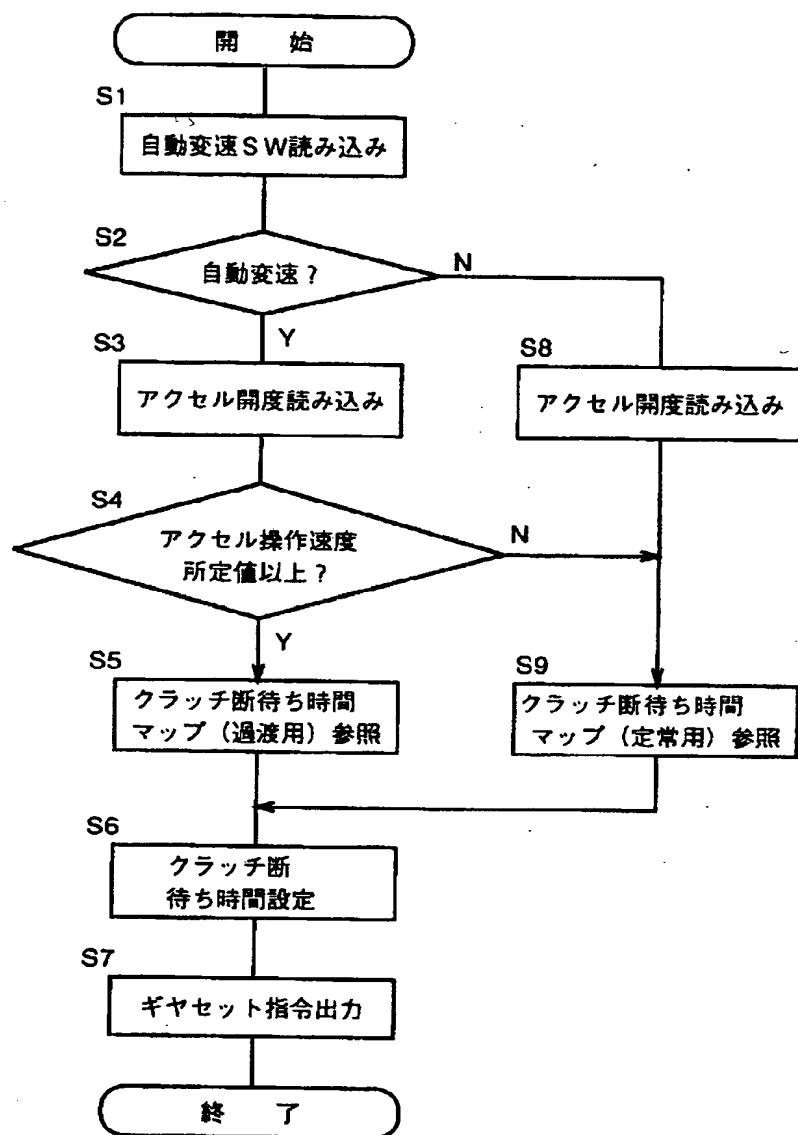 開 始
S1
自動変速SW読み込み
S2
自動変速?
N
Y
S3
アクセル開度読み込み
S8
アクセル開度読み込み
S4
アクセル操作速度
所定値以上?
N
Y
S5
クラッチ断待ち時間
マップ(過渡用)参照
S9
クラッチ断待ち時間
マップ(定常用)参照
S6
クラッチ断
待ち時間設定
S7
ギヤセット指令出力
終 了